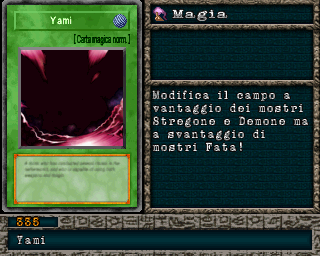 Yami
[Carta magica norm.]
Magia
Modifica il campo a
vantaggio dei mostri
Stregone e Demone ma
a svantaggio di
mostri Fata!
335
Yami